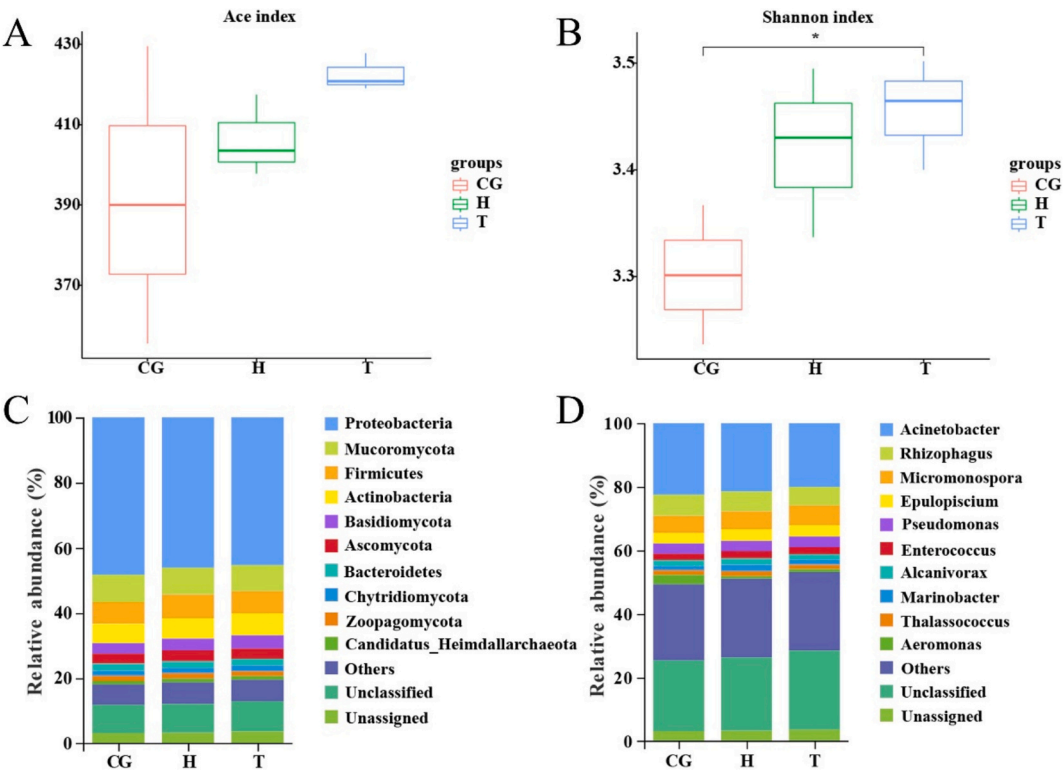 A
Ace index
430
410
390
370
CG
H
T
groups
CG
H
T
B
Shannon index
*
3.5
3.4
3.3
CG
H
T
groups
CG
H
T
C
Relative abundance (%)
100
80
60
40
20
0
CG
H
T
Proteobacteria
Mucoromycota
Firmicutes
Actinobacteria
Basidiomycota
Ascomycota
Bacteroidetes
Chytridiomycota
Zoopagomycota
Candidatus_Heimdallarchaeota
Others
Unclassified
Unassigned
D
Relative abundance (%)
100
80
60
40
20
0
CG
H
T
Acinetobacter
Rhizophagus
Micromonospora
Epulopiscium
Pseudomonas
Enterococcus
Alcanivorax
Marinobacter
Thalassococcus
Aeromonas
Others
Unclassified
Unassigned